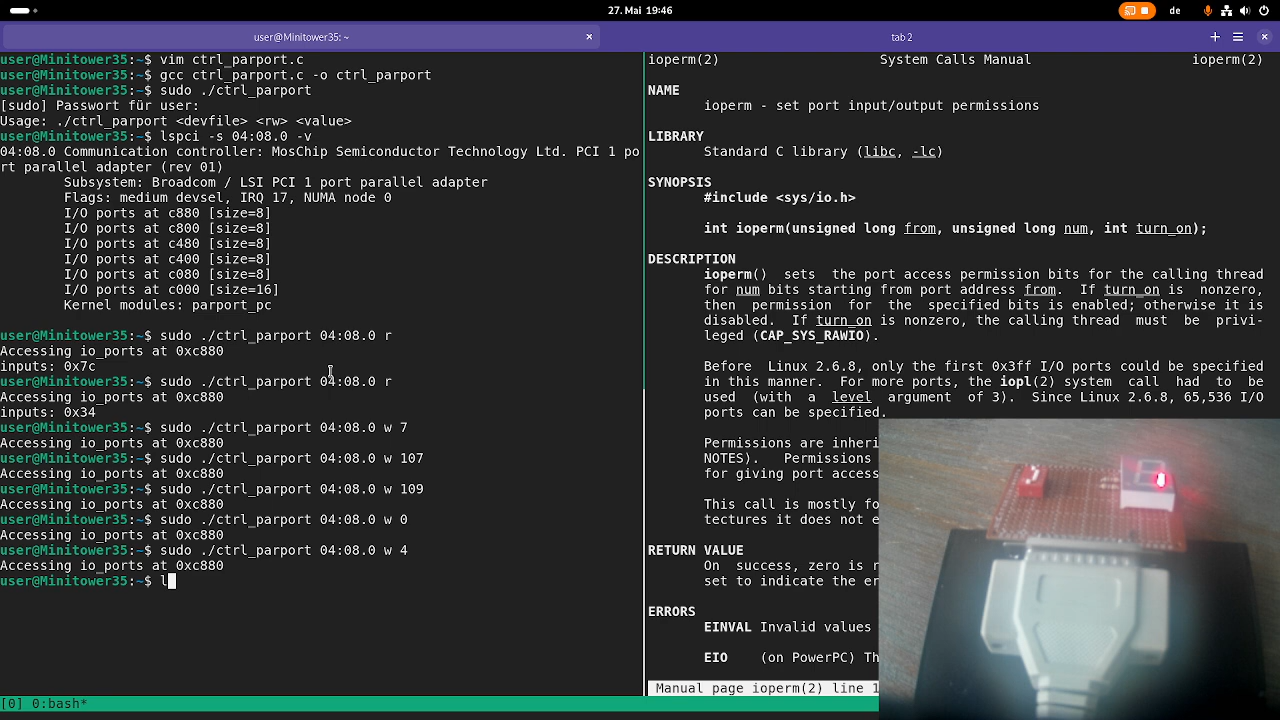 27. Mai 19:46
de
user@Minitower35: ~
tab 2
user@Minitower35:~$ vim ctrl_parport.c
user@Minitower35:~$ gcc ctrl_parport.c -o ctrl_parport
user@Minitower35:~$ sudo ./ctrl_parport
[sudo] Passwort für user:
Usage: ./ctrl_parport <devfile> <rw> <value>
user@Minitower35:~$ lspci -s 04:08.0 -v
04:08.0 Communication controller: MosChip Semiconductor Technology Ltd. PCI 1 po
rt parallel adapter (rev 01)
Subsystem: Broadcom / LSI PCI 1 port parallel adapter
Flags: medium devsel, IRQ 17, NUMA node 0
I/O ports at c880 [size=8]
I/O ports at c800 [size=8]
I/O ports at c480 [size=8]
I/O ports at c400 [size=8]
I/O ports at c080 [size=8]
I/O ports at c000 [size=16]
Kernel modules: parport_pc
user@Minitower35:~$ sudo ./ctrl_parport 04:08.0 r
Accessing io_ports at 0xc880
inputs: 0x7c
user@Minitower35:~$ sudo ./ctrl_parport 04:08.0 r
Accessing io_ports at 0xc880
inputs: 0x34
user@Minitower35:~$ sudo ./ctrl_parport 04:08.0 w 7
Accessing io_ports at 0xc880
user@Minitower35:~$ sudo ./ctrl_parport 04:08.0 w 107
Accessing io_ports at 0xc880
user@Minitower35:~$ sudo ./ctrl_parport 04:08.0 w 109
Accessing io_ports at 0xc880
user@Minitower35:~$ sudo ./ctrl_parport 04:08.0 w 0
Accessing io_ports at 0xc880
user@Minitower35:~$ sudo ./ctrl_parport 04:08.0 w 4
Accessing io_ports at 0xc880
user@Minitower35:~$ l
[0] 0:bash*
ioperm(2) System Calls Manual ioperm(2)
NAME
ioperm - set port input/output permissions
LIBRARY
Standard C library (libc, -lc)
SYNOPSIS
#include <sys/io.h>
int ioperm(unsigned long from, unsigned long num, int turn_on);
DESCRIPTION
ioperm() sets the port access permission bits for the calling thread
for num bits starting from port address from. If turn_on is nonzero,
then permission for the specified bits is enabled; otherwise it is
disabled. If turn_on is nonzero, the calling thread must be privi-
leged (CAP_SYS_RAWIO).
Before Linux 2.6.8, only the first 0x3ff I/O ports could be specified
in this manner. For more ports, the iopl(2) system call had to be
used (with a level argument of 3). Since Linux 2.6.8, 65,536 I/O
ports can be specified.
Permissions are inheri
NOTES). Permissions
for giving port access
This call is mostly fo
tectures it does not e
RETURN VALUE
On success, zero is r
set to indicate the er
ERRORS
EINVAL Invalid values
EIO (on PowerPC) Th
Manual page ioperm(2) line 1